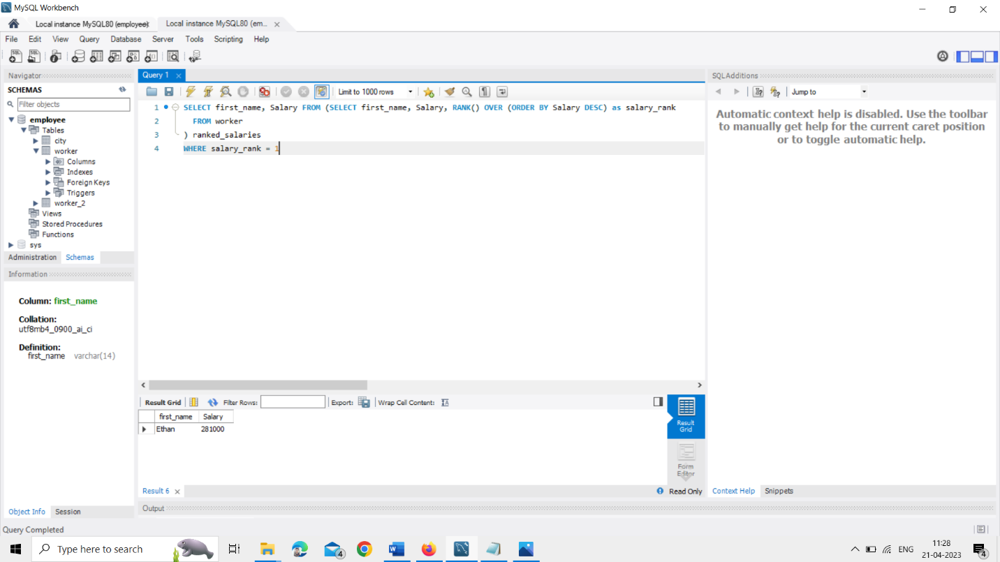 MySQL Workbench
Local instance MySQL80 (employee)
Local instance MySQL80 (em...
File Edit View Query Database Server Tools Scripting Help
Navigator
SCHEMAS
Filter objects
employee
Tables
city
worker
Columns
Indexes
Foreign Keys
Triggers
worker_2
Views
Stored Procedures
Functions
sys
Administration Schemas
Information
Column: first_name
Collation:
utf8mb4_0900_ai_ci
Definition:
first_name varchar(14)
Object Info Session
Query 1
Limit to 1000 rows
1 SELECT first_name, Salary FROM (SELECT first_name, Salary, RANK() OVER (ORDER BY Salary DESC) as salary_rank
2 FROM worker
3 ) ranked_salaries
4 WHERE salary_rank = 1
Result Grid Filter Rows: Export: Wrap Cell Content:
first_name Salary
Ethan 281000
Result
Grid
Form
Editor
Result 6
Read Only
Output
SQLAdditions
Jump to
Automatic context help is disabled. Use the toolbar
to manually get help for the current caret position
or to toggle automatic help.
Context Help Snippets
Query Completed
Type here to search
4
ENG
11:28
21-04-2023
4